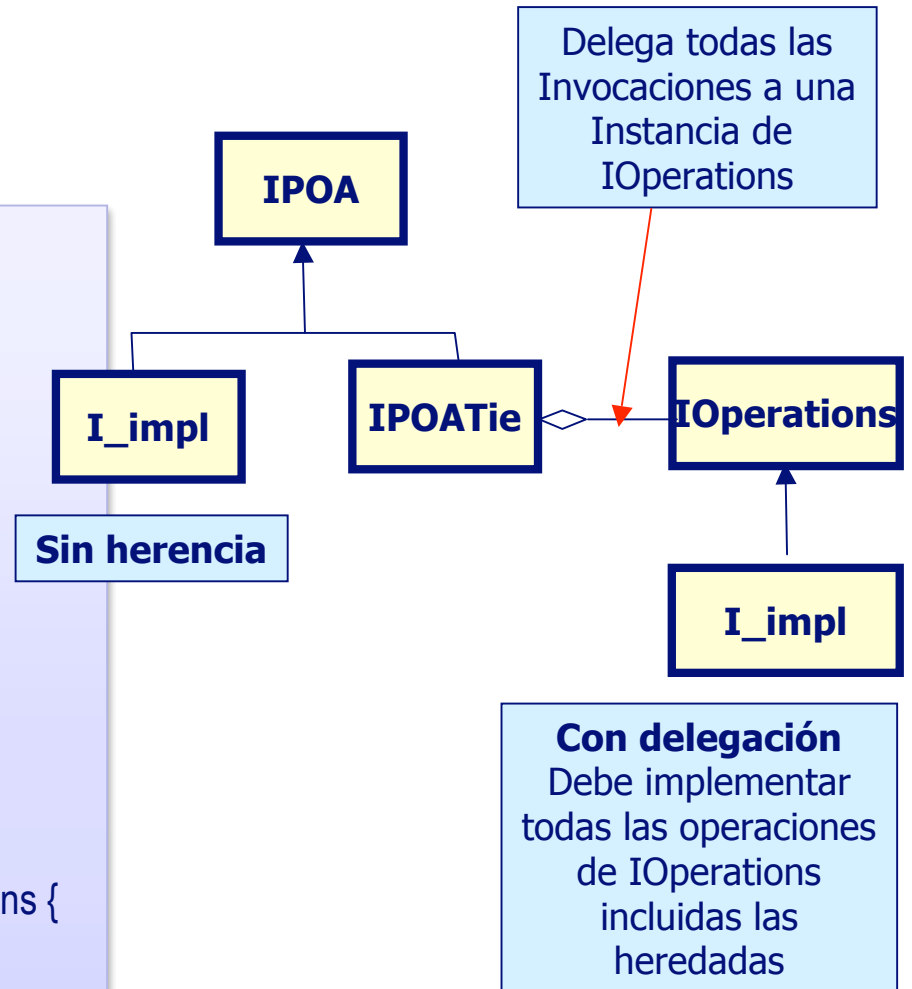 Delega todas las
Invocaciones a una
Instancia de
IOperations
IPOA
I_impl
IPOATie
IOperations
Sin herencia
I_impl
Con delegación
Debe implementar
todas las operaciones
de IOperations
incluidas las
heredadas
ns {